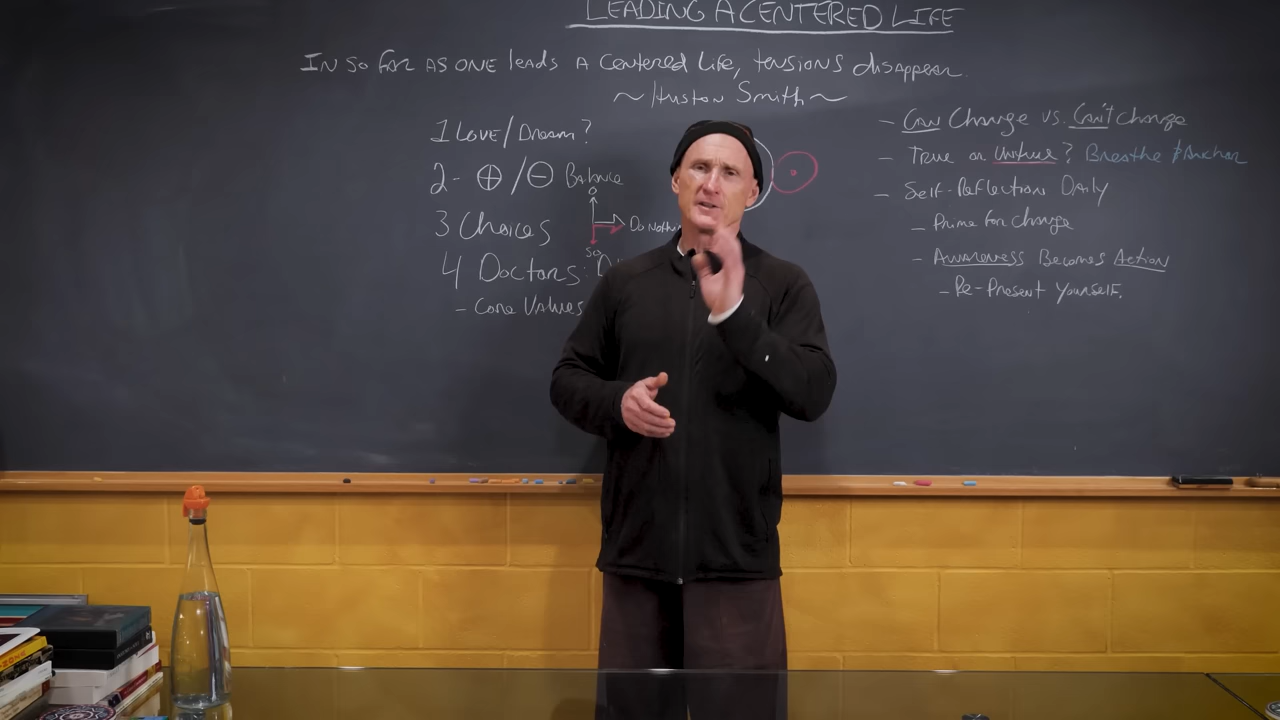 LEADING A CENTERED LIFE
IN SO FAR AS ONE leads A Centered Life, tensions disappear.
~ Huston Smith ~
1 Love/Dream?
2- ⊕/⊖ Balance
3 Choices
Do Nothi
So
4 Doctors: D
- Core Values
- Can Change vs. Can't Change
- True or Untrue? Breathe & Anchor
- Self-Reflection Daily
- Prime for Change
- Awareness Becomes Action
- Re-Present Yourself.